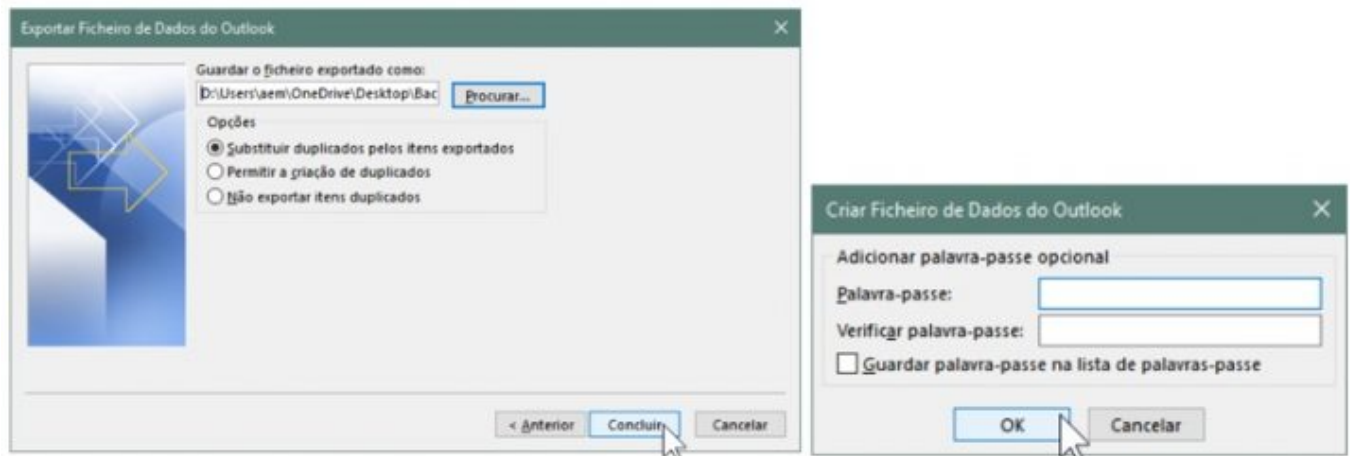 Exportar Ficheiro de Dados do Outlook
Guardar o ficheiro exportado como:
D:\Users\aem\OneDrive\Desktop\Bac
Procurar...
Opções
Substituir duplicados pelos itens exportados
Permitir a criação de duplicados
Não exportar itens duplicados
< Anterior Concluir Cancelar
Criar Ficheiro de Dados do Outlook
Adicionar palavra-passe opcional
Palavra-passe:
Verificar palavra-passe:
Guardar palavra-passe na lista de palavras-passe
OK Cancelar